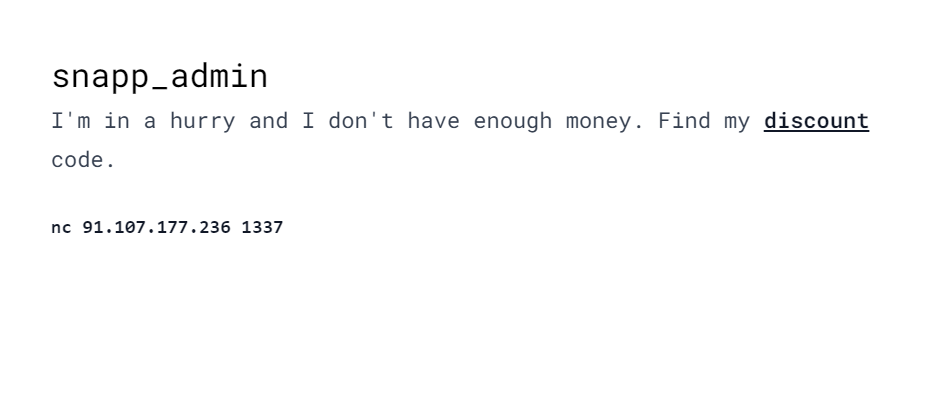 snapp_admin
I'm in a hurry and I don't have enough money. Find my discount
code.
nc 91.107.177.236 1337